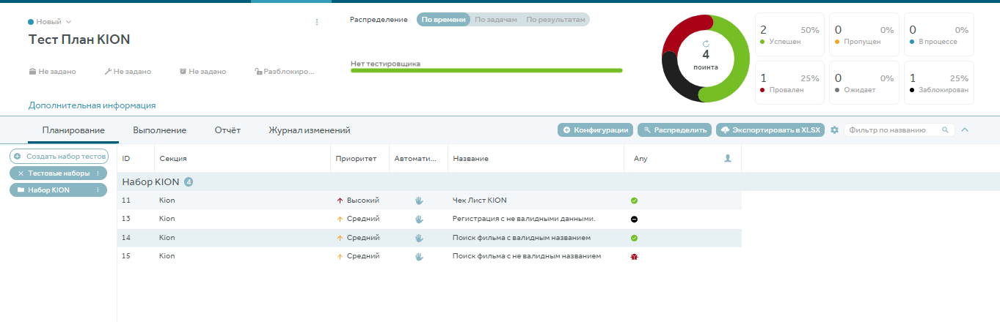 Новый
Тест План KION
Не задано
Не задано
Не задано
Разблокиро...
Дополнительная информация
Распределение
По времени
По задачам
По результатам
Нет тестировщика
4
поинта
2 50%
Успешен
0 0%
Пропущен
0 0%
В процессе
1 25%
Провален
0 0%
Ожидает
1 25%
Заблокирован
Планирование Выполнение Отчёт Журнал изменений
Конфигурации Распределить Экспортировать в XLSX Фильтр по названию
Создать набор тестов
Тестовые наборы
Набор KION
ID Секция Приоритет Автомати... Название Any
Набор KION 4
11 Kion Высокий Чек Лист KION
13 Kion Средний Регистрация с не валидными данными.
14 Kion Средний Поиск фильма с валидным названием
15 Kion Средний Поиск фильма с не валидным названием